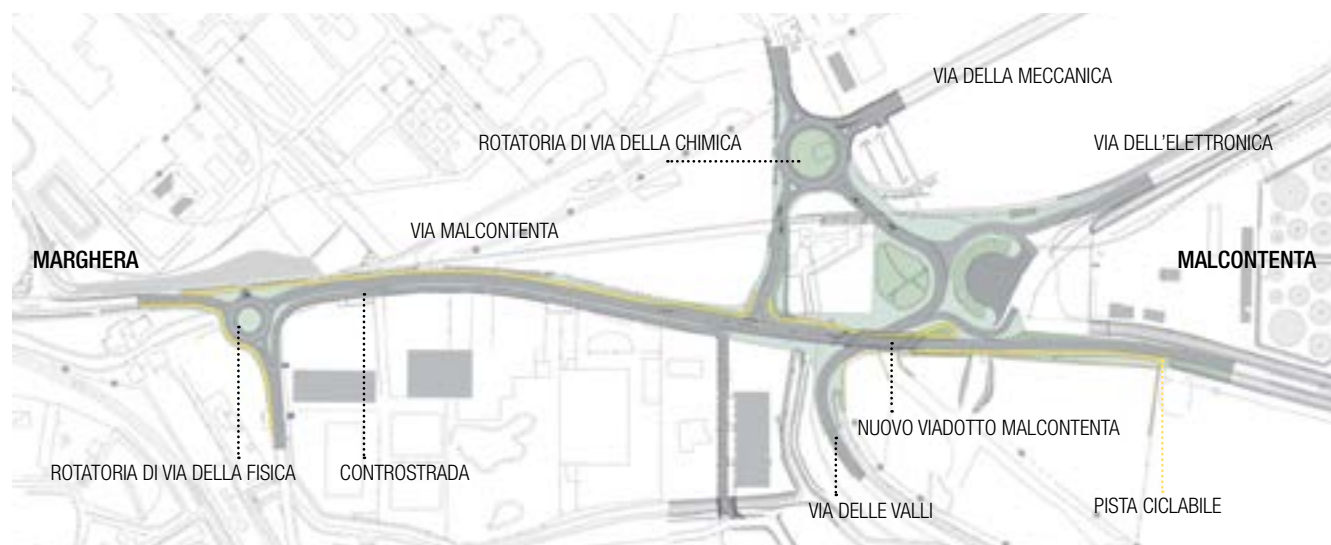 VIA DELLA MECCANICA
ROTATORIA DI VIA DELLA CHIMICA
VIA DELL'ELETTRONICA
VIA MALCONTENTA
MARGHERA
MALCONTENTA
NUOVO VIADOTTO MALCONTENTA
ROTATORIA DI VIA DELLA FISICA
CONTROSTRADA
VIA DELLE VALLI
PISTA CICLABILE